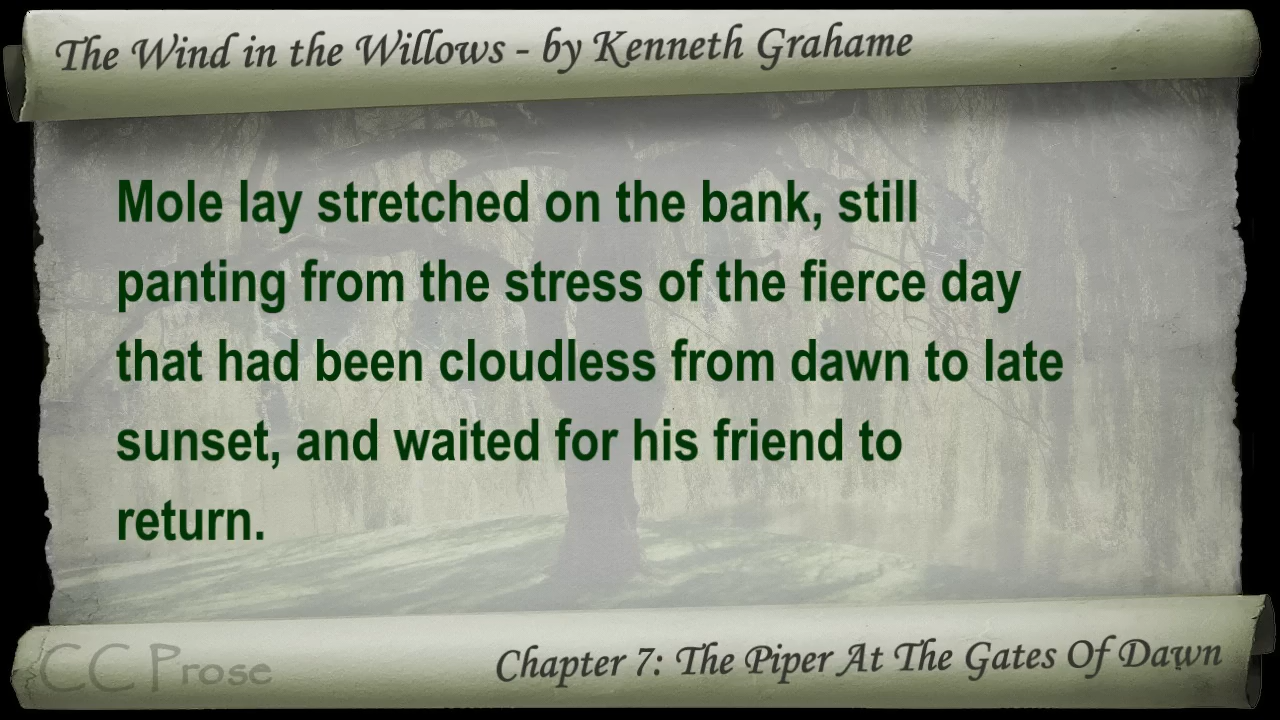 The Wind in the Willows - by Kenneth Grahame
Mole lay stretched on the bank, still
panting from the stress of the fierce day
that had been cloudless from dawn to late
sunset, and waited for his friend to
return.
CC Prose
Chapter 7: The Piper At The Gates Of Dawn